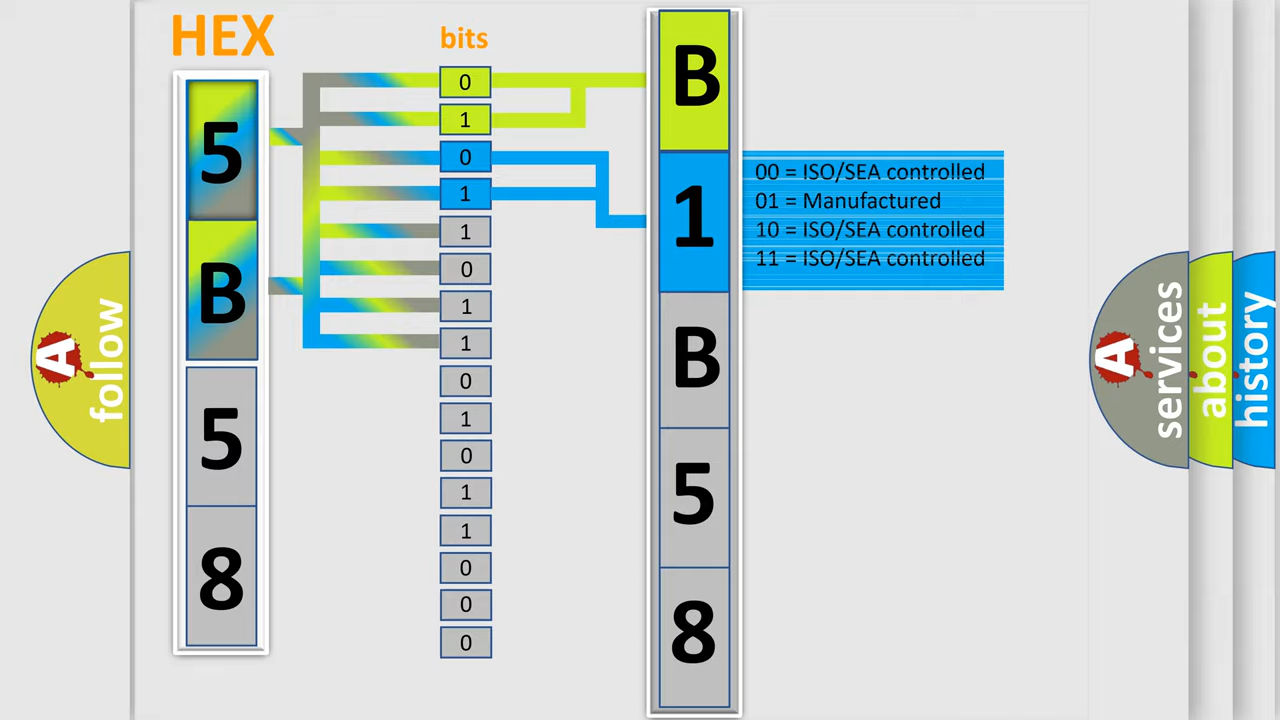 HEX
bits
5
B
5
8
0
1
0
1
1
0
1
1
0
1
0
1
1
0
0
0
B
1
B
5
8
00 = ISO/SEA controlled
01 = Manufactured
10 = ISO/SEA controlled
11 = ISO/SEA controlled
A follow
A services
about
history